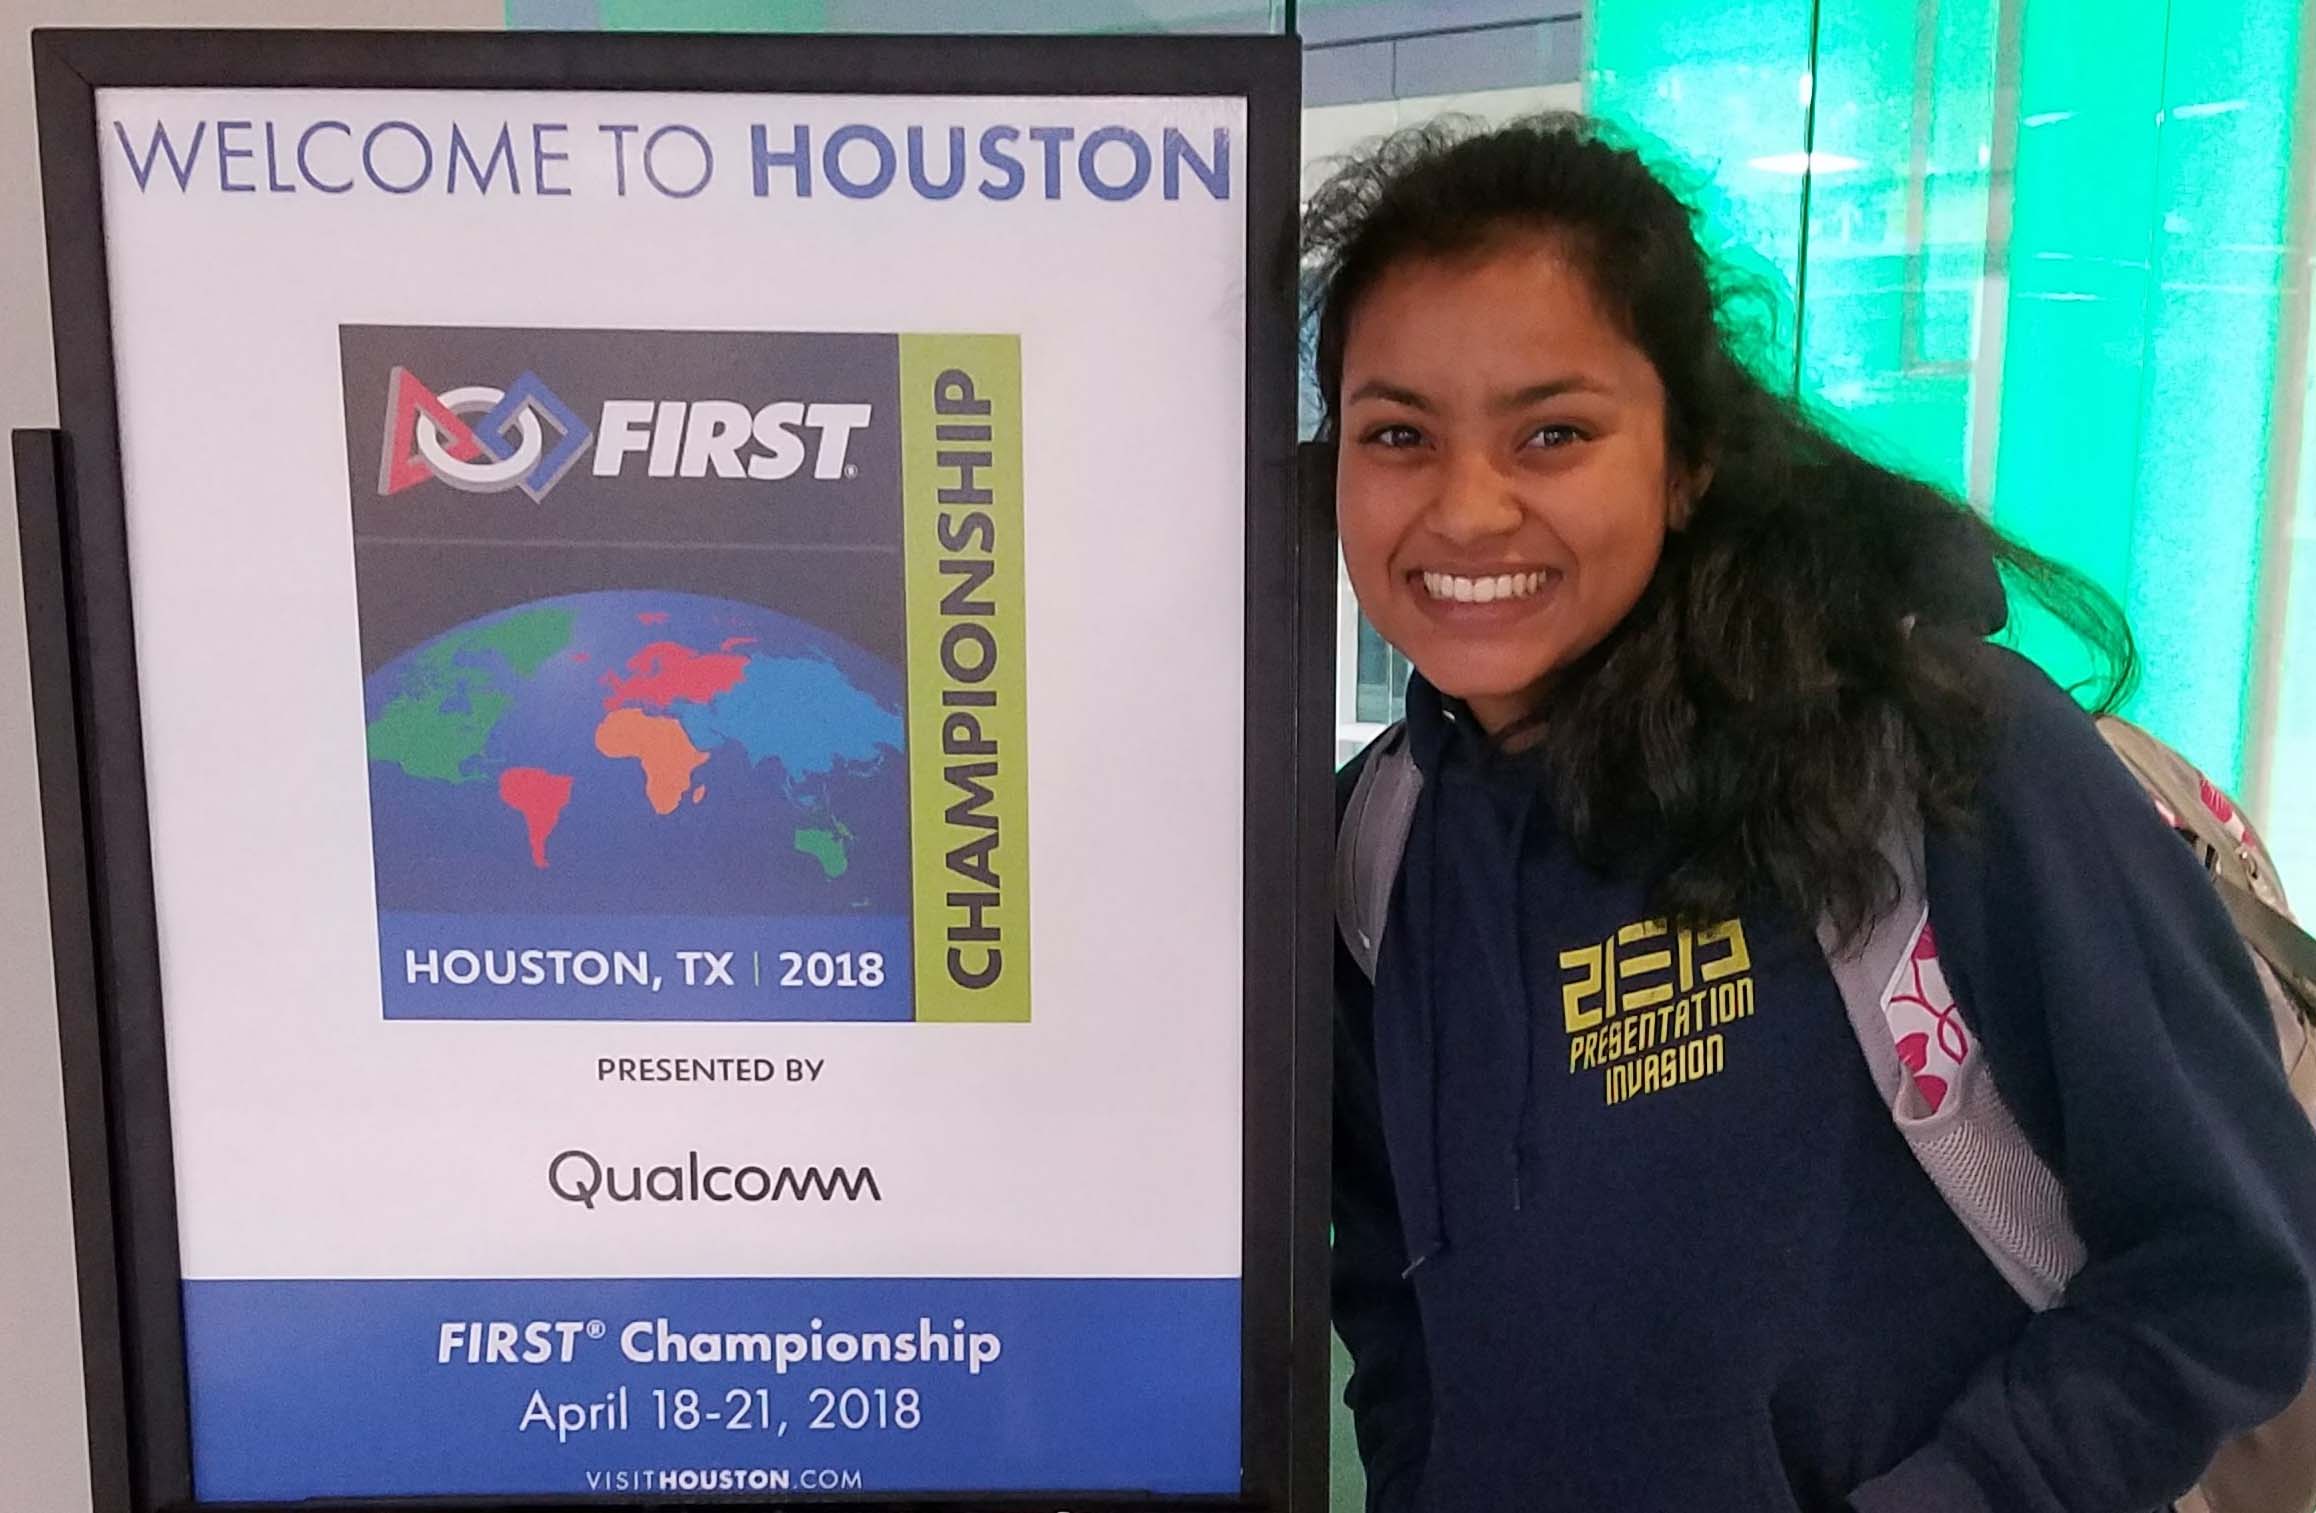 WELCOME TO HOUSTON
FIRST®
CHAMPIONSHIP
HOUSTON, TX | 2018
PRESENTED BY
Qualcomm
FIRST® Championship
April 18-21, 2018
VISITHOUSTON.COM
2135
PRESENTATION
INVASION